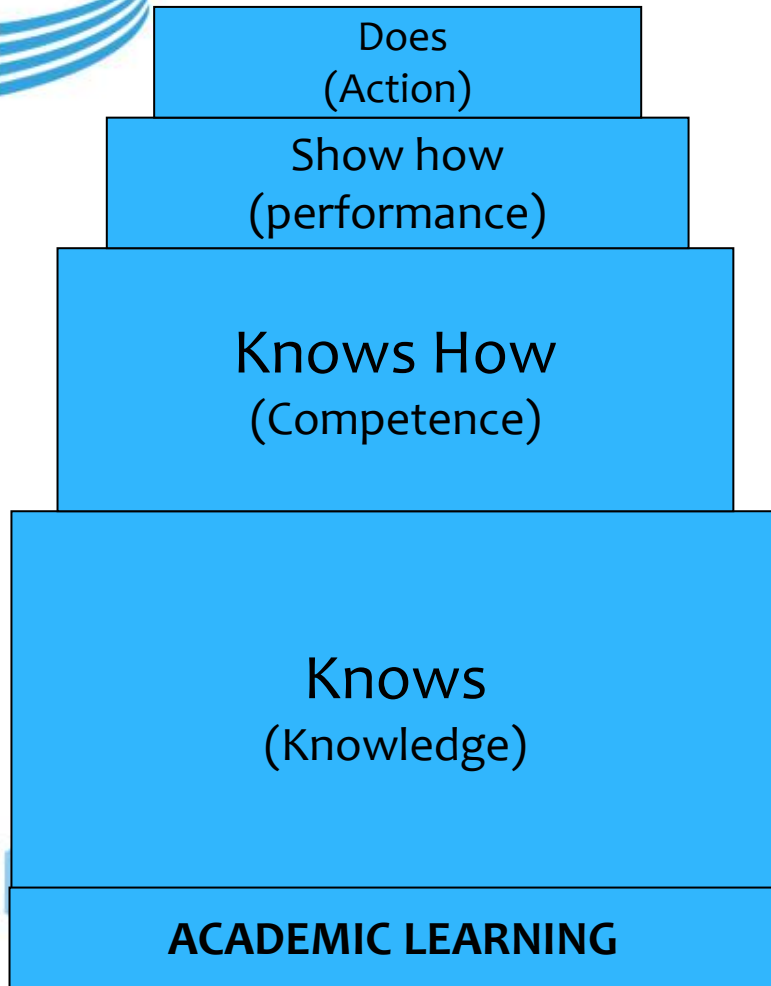 Does
(Action)
Show how
(performance)
Knows How
(Competence)
Knows
(Knowledge)
ACADEMIC LEARNING